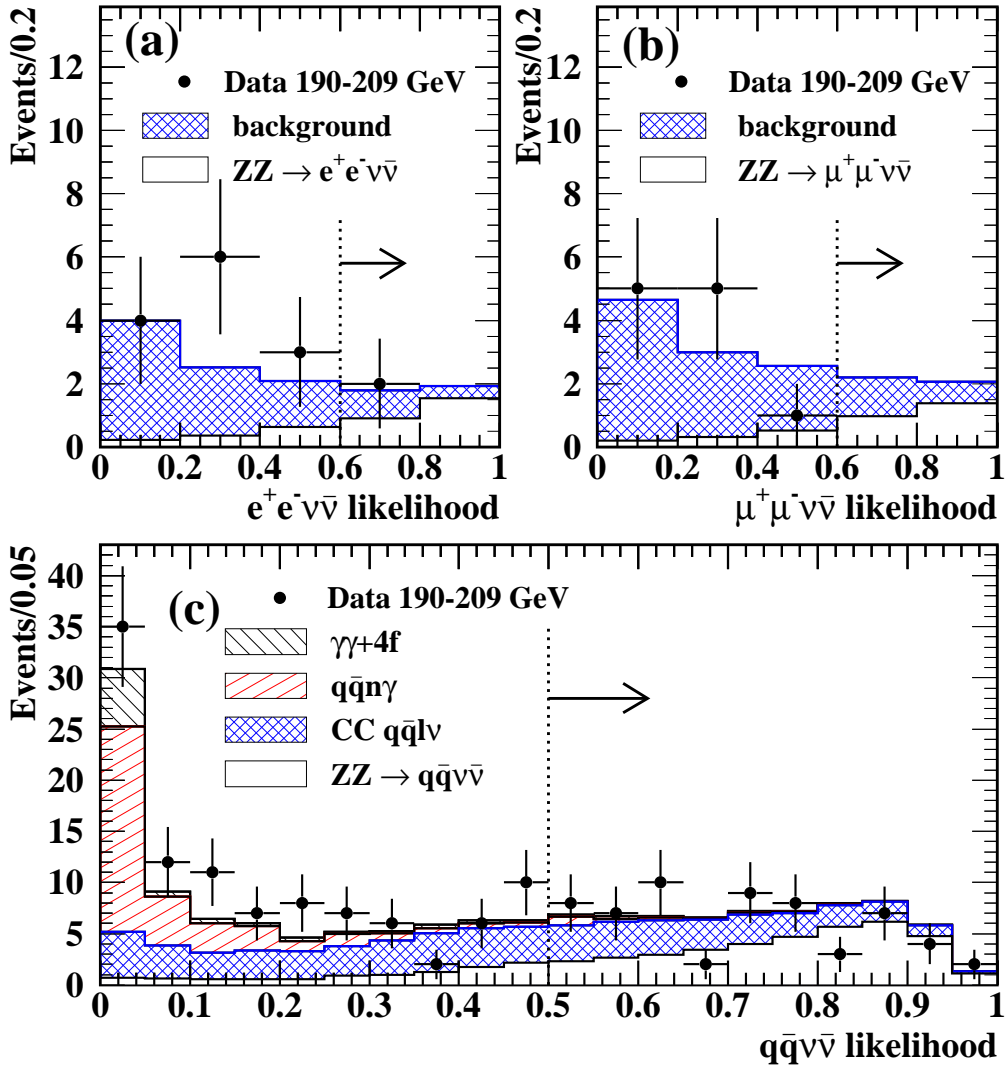 (a)
Events/0.2
Data 190-209 GeV
background
ZZ → e⁺e⁻νν̄
0 2 4 6 8 10 12
0 0.2 0.4 0.6 0.8 1
e⁺e⁻νν̄ likelihood
(b)
Events/0.2
Data 190-209 GeV
background
ZZ → μ⁺μ⁻νν̄
0 2 4 6 8 10 12
0 0.2 0.4 0.6 0.8 1
μ⁺μ⁻νν̄ likelihood
(c)
Events/0.05
Data 190-209 GeV
γγ+4f
qq̄nγ
CC qq̄lν
ZZ → qq̄νν̄
0 5 10 15 20 25 30 35 40
0 0.1 0.2 0.3 0.4 0.5 0.6 0.7 0.8 0.9 1
qq̄νν̄ likelihood